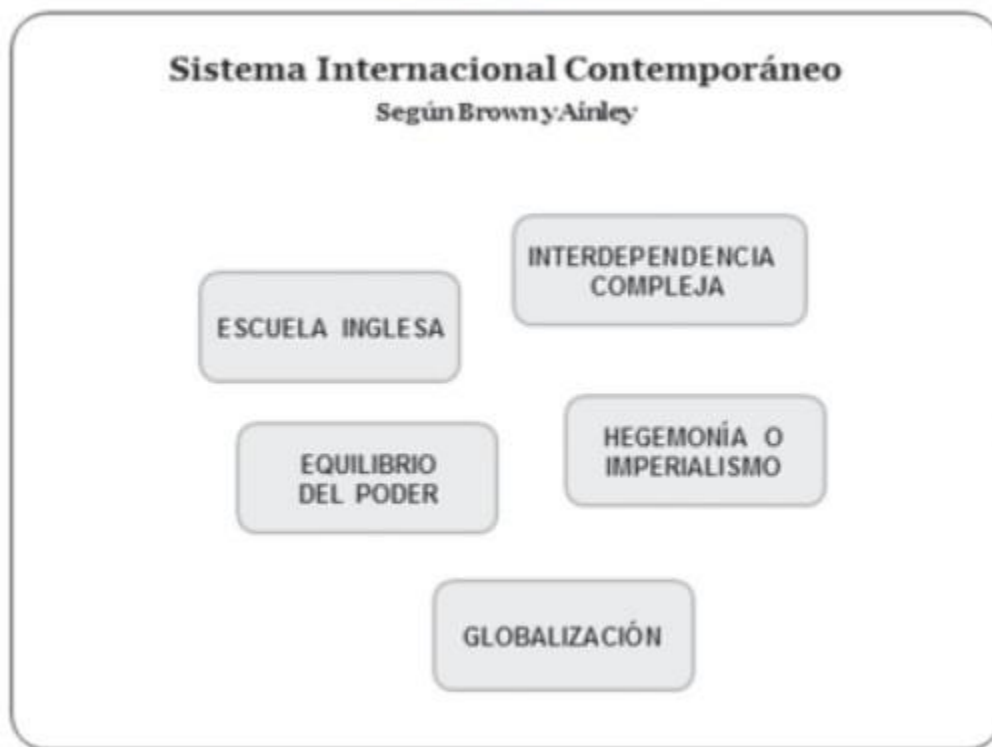 Sistema Internacional Contemporáneo
Según Brown y Ainley
INTERDEPENDENCIA
COMPLEJA
ESCUELA INGLESA
HEGEMONÍA O
IMPERIALISMO
EQUILIBRIO
DEL PODER
GLOBALIZACIÓN